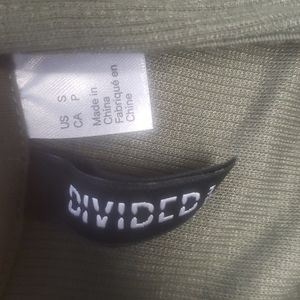 US S
CA P
Made in
China
Fabriqué en
Chine
DIVIDED